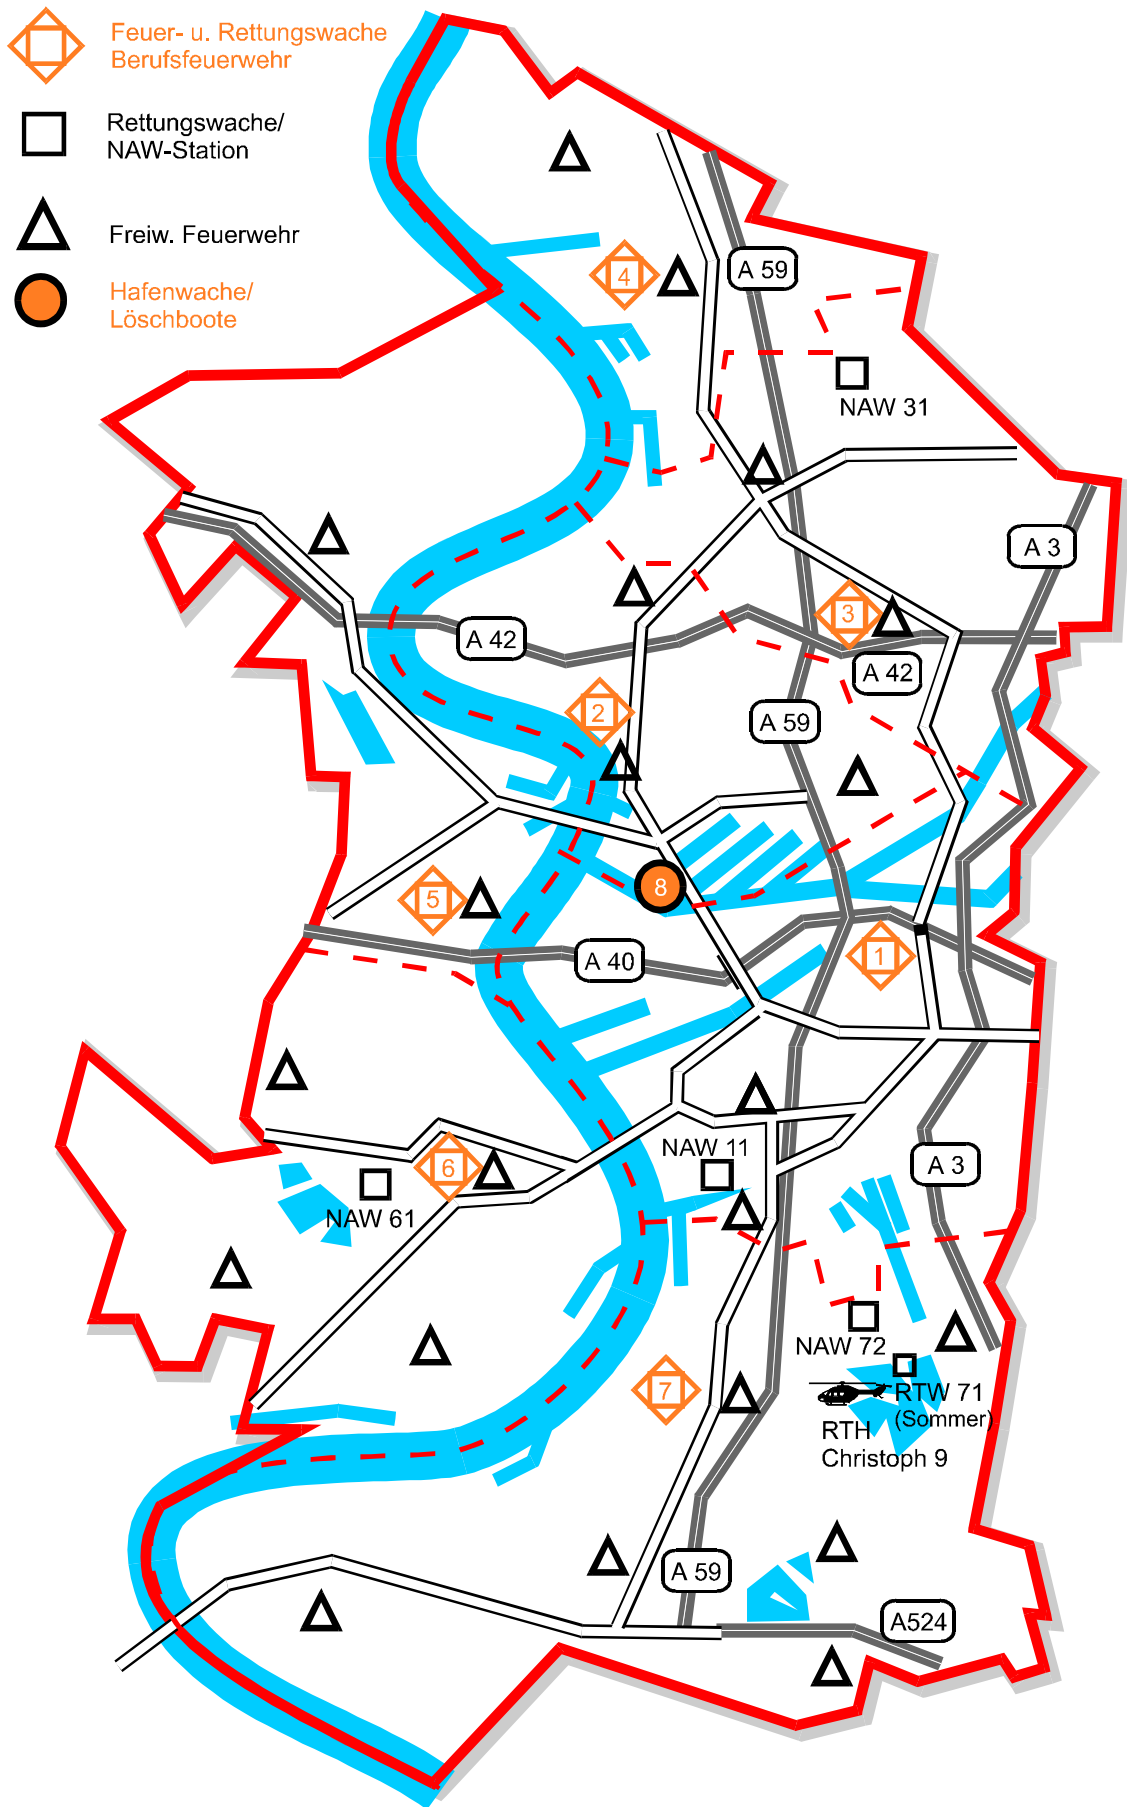 Feuer- u. Rettungswache
Berufsfeuerwehr
Rettungswache/
NAW-Station
Freiw. Feuerwehr
Hafenwache/
Löschboote
4
A 59
NAW 31
A 3
3
A 42
A 42
2
A 59
5
8
A 40
1
NAW 11
6
A 3
NAW 61
NAW 72
7
RTW 71
(Sommer)
RTH
Christoph 9
A 59
A524